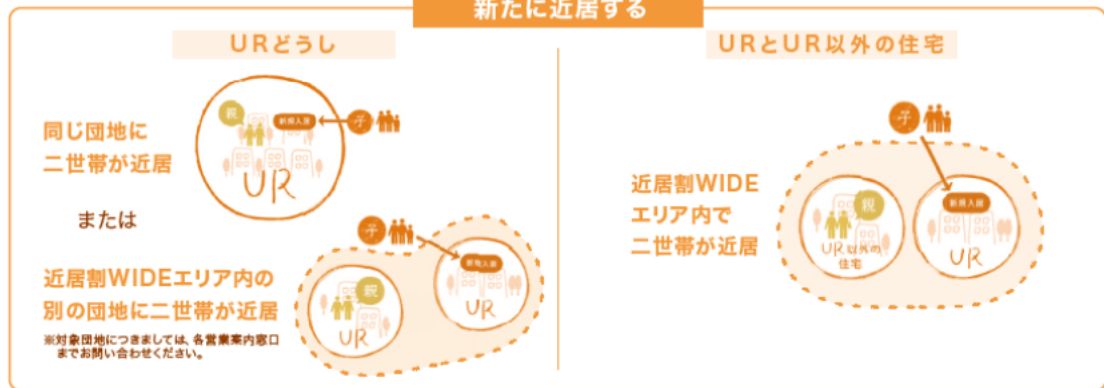 新たに近居する
URどうし
同じ団地に
二世帯が近居
親
新規入居
子
UR
または
近居割WIDEエリア内の
別の団地に二世帯が近居
※対象団地につきましては、各営業案内窓口
までお問い合わせください。
子
新規入居
親
UR
UR
URとUR以外の住宅
近居割WIDE
エリア内で
二世帯が近居
子
親
新規入居
UR以外の
住宅
UR